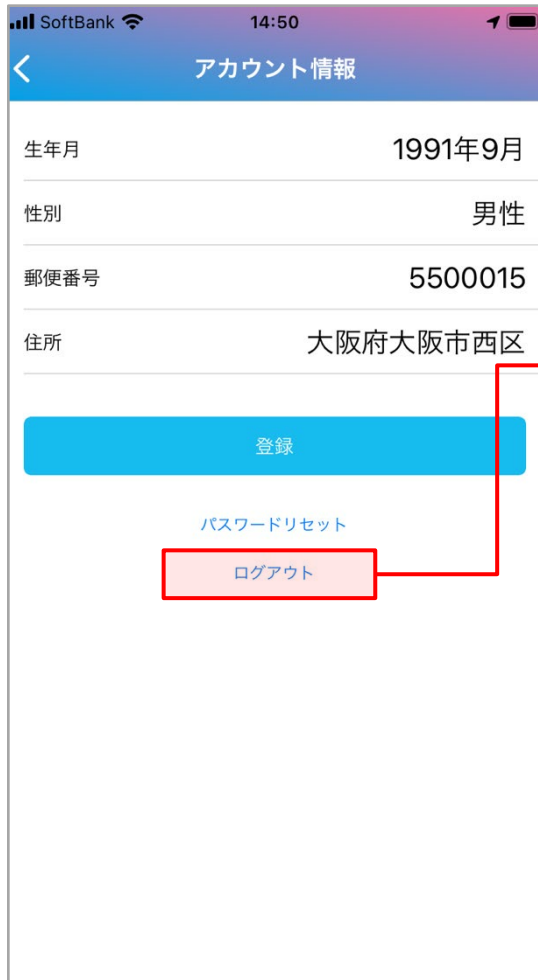 SoftBank 14:50
アカウント情報
生年月 1991年9月
性別 男性
郵便番号 5500015
住所 大阪府大阪市西区
登録
パスワードリセット
ログアウト